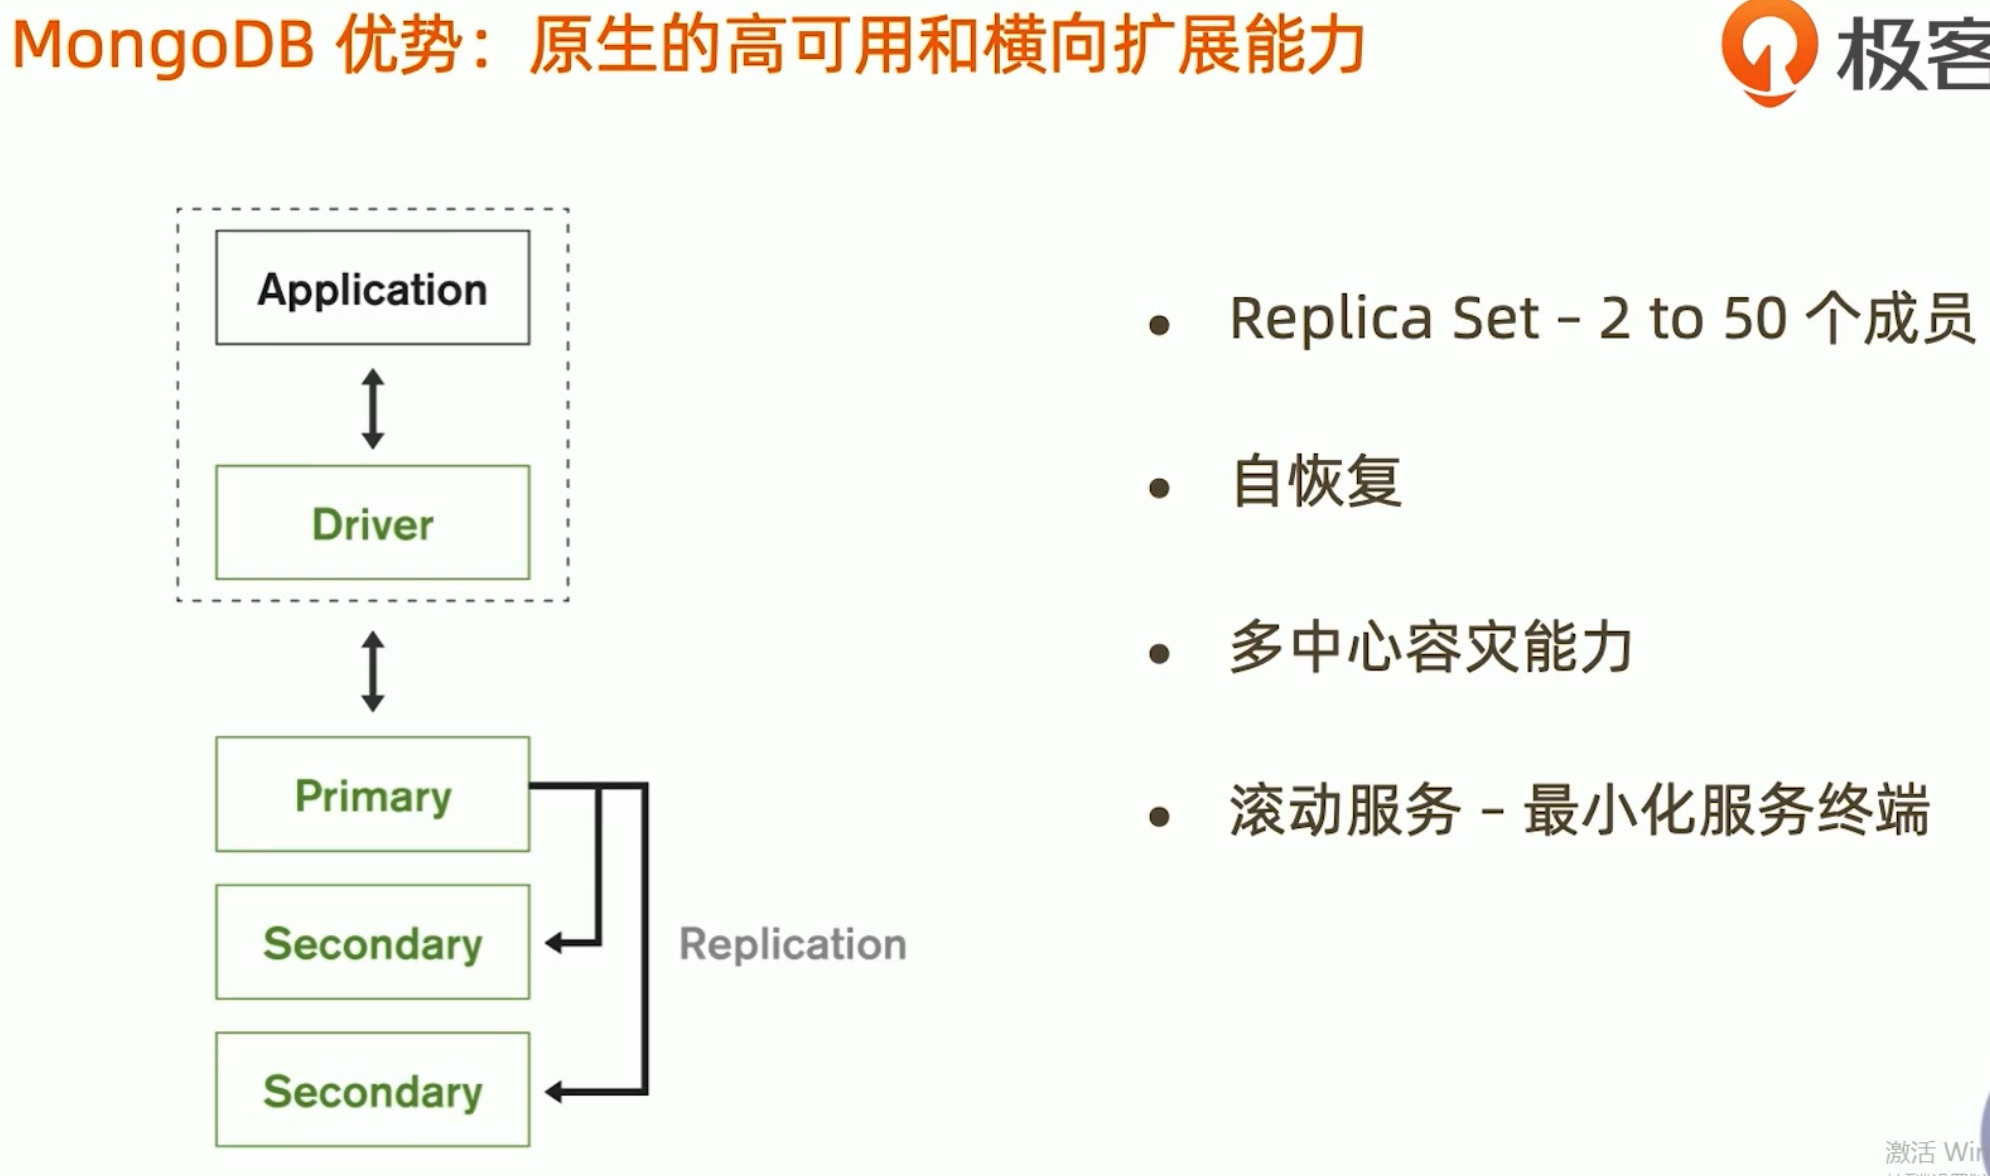 MongoDB 优势：原生的高可用和横向扩展能力
极客
Application
Driver
Primary
Secondary
Secondary
Replication
• Replica Set – 2 to 50 个成员
• 自恢复
• 多中心容灾能力
• 滚动服务 – 最小化服务终端
激活 Win